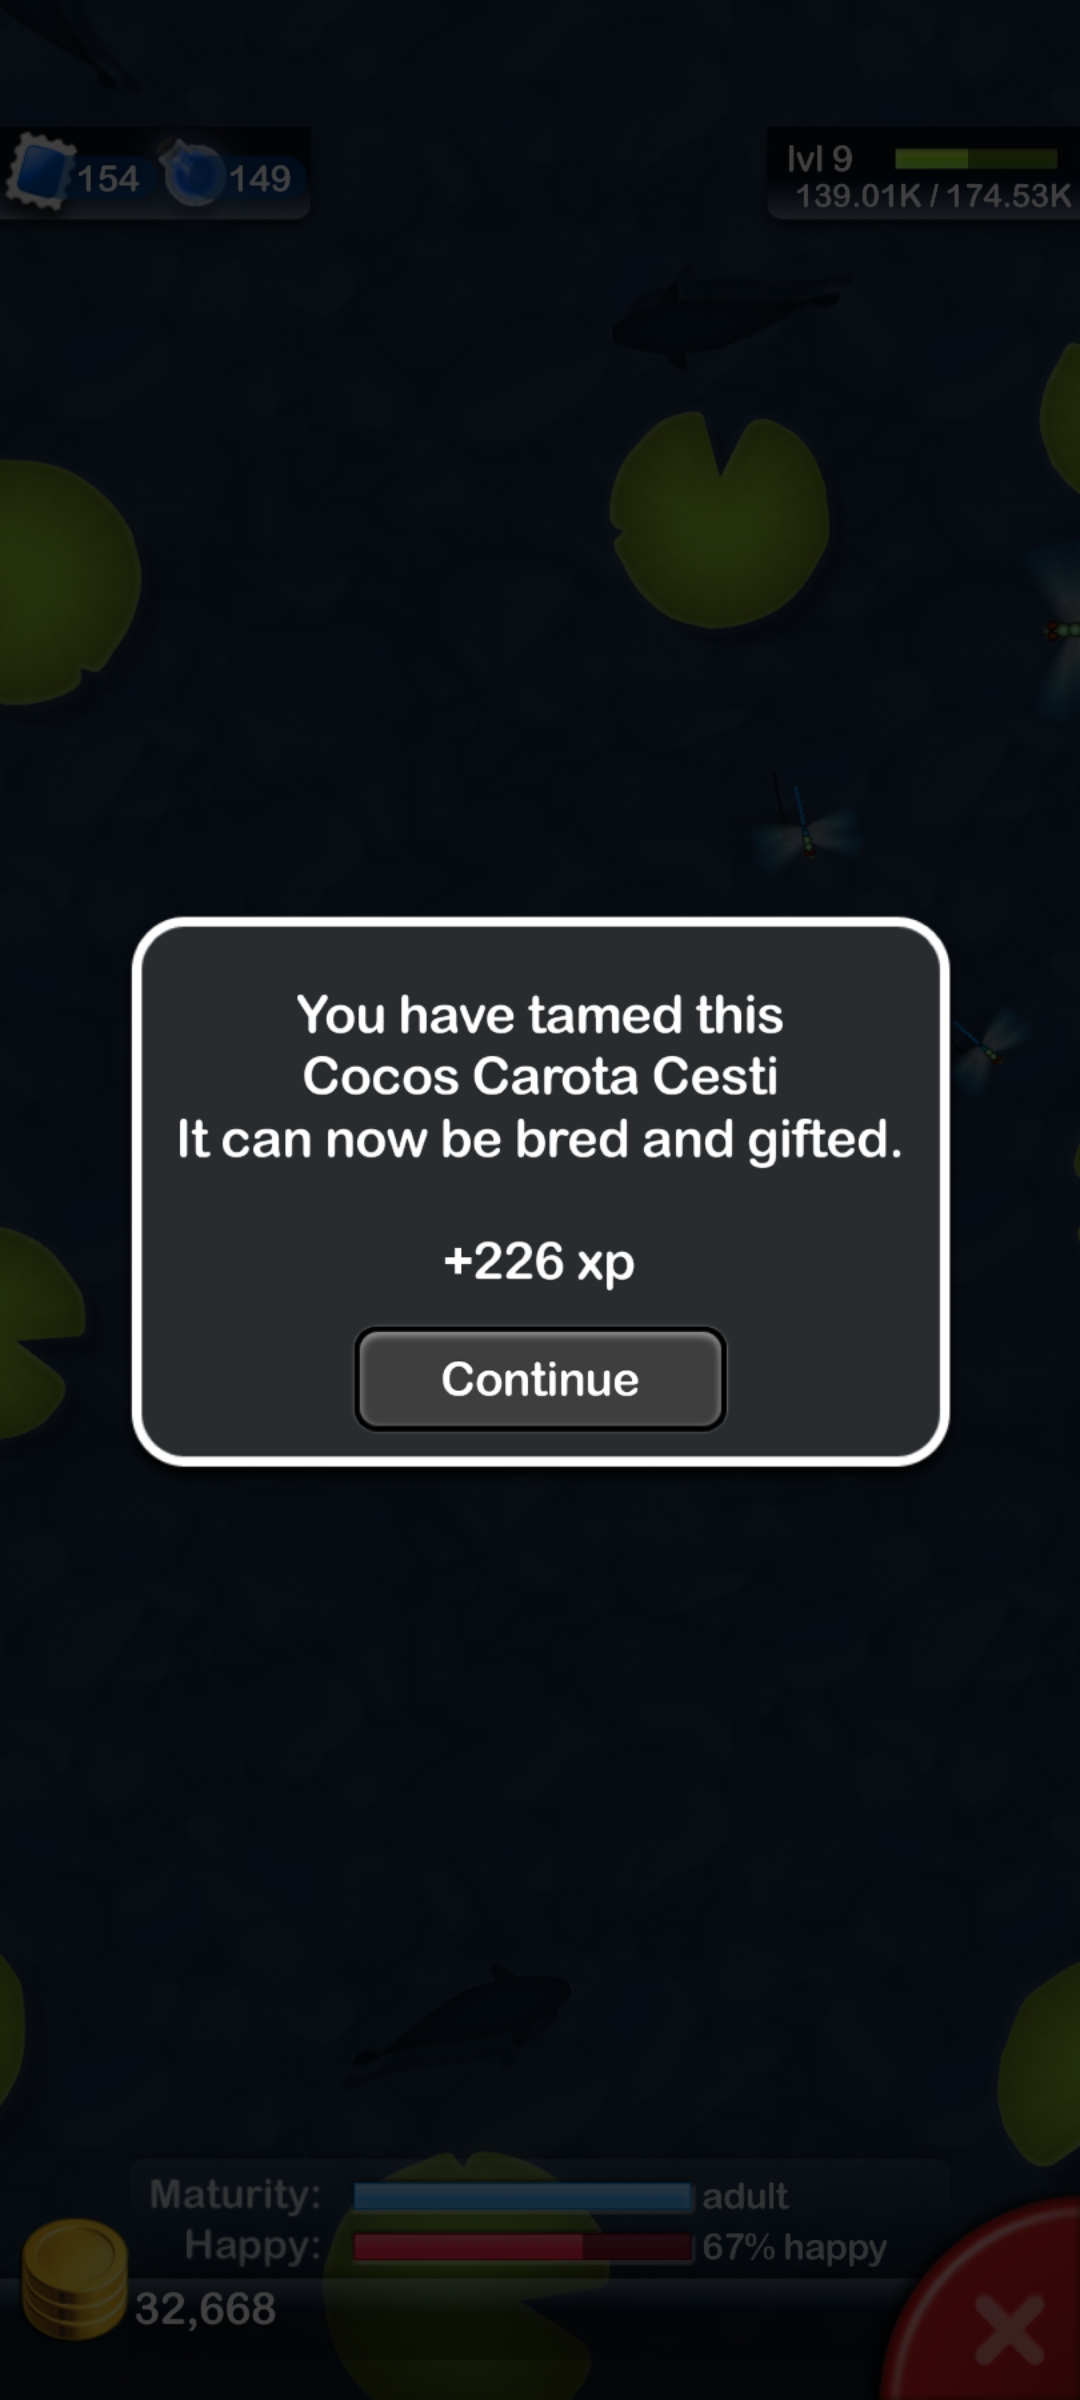 154 149
lvl 9
139.01K / 174.53K
You have tamed this
Cocos Carota Cesti
It can now be bred and gifted.
+226 xp
Continue
Maturity: adult
Happy: 67% happy
32,668